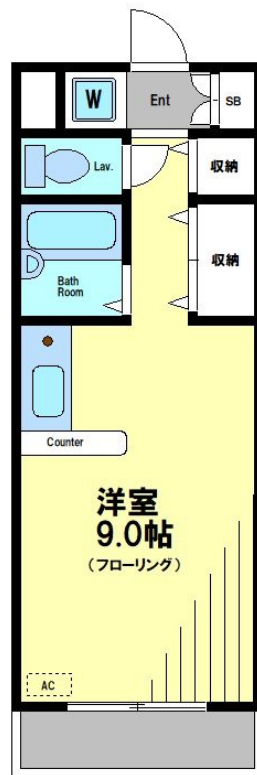 W
Ent
SB
Lav.
収納
収納
Bath
Room
Counter
洋室
9.0帖
(フローリング)
AC